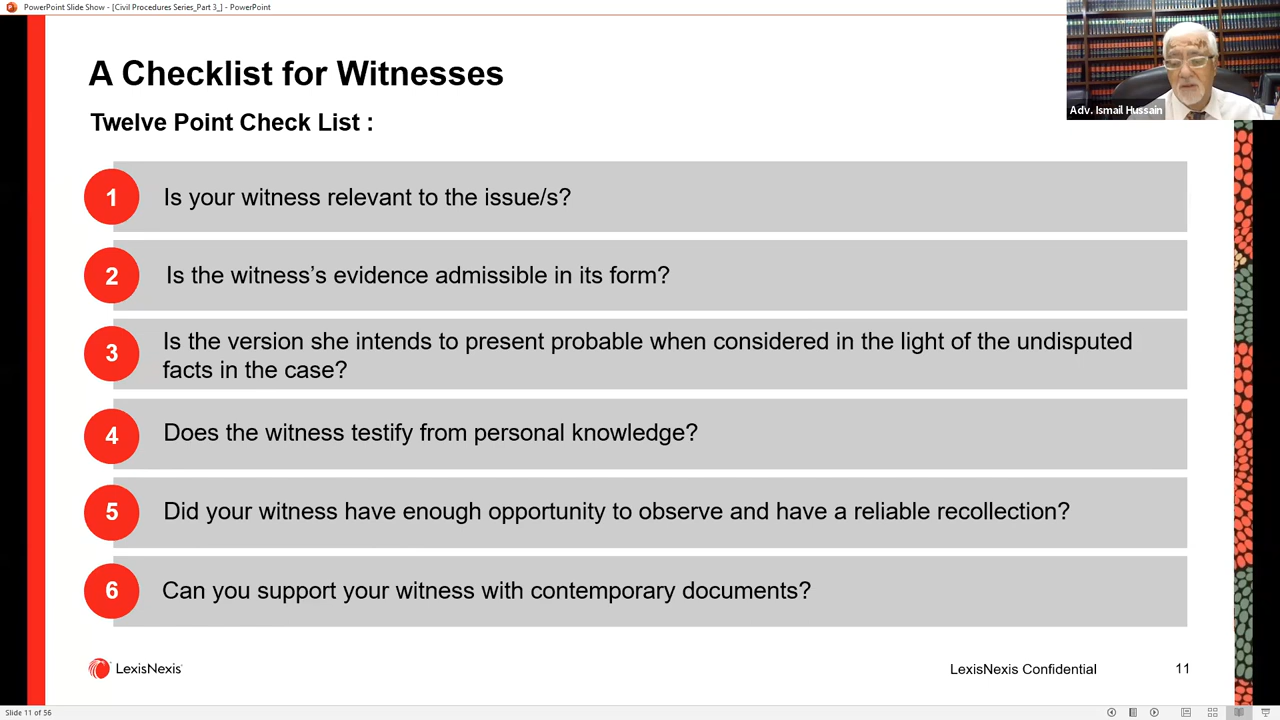 PowerPoint Slide Show - [Civil Procedures Series_Part 3_] - PowerPoint
A Checklist for Witnesses
Adv. Ismail Hussain
Twelve Point Check List :
1
Is your witness relevant to the issue/s?
2
Is the witness’s evidence admissible in its form?
3
Is the version she intends to present probable when considered in the light of the undisputed
facts in the case?
4
Does the witness testify from personal knowledge?
5
Did your witness have enough opportunity to observe and have a reliable recollection?
6
Can you support your witness with contemporary documents?
LexisNexis
LexisNexis Confidential
11
Slide 11 of 56